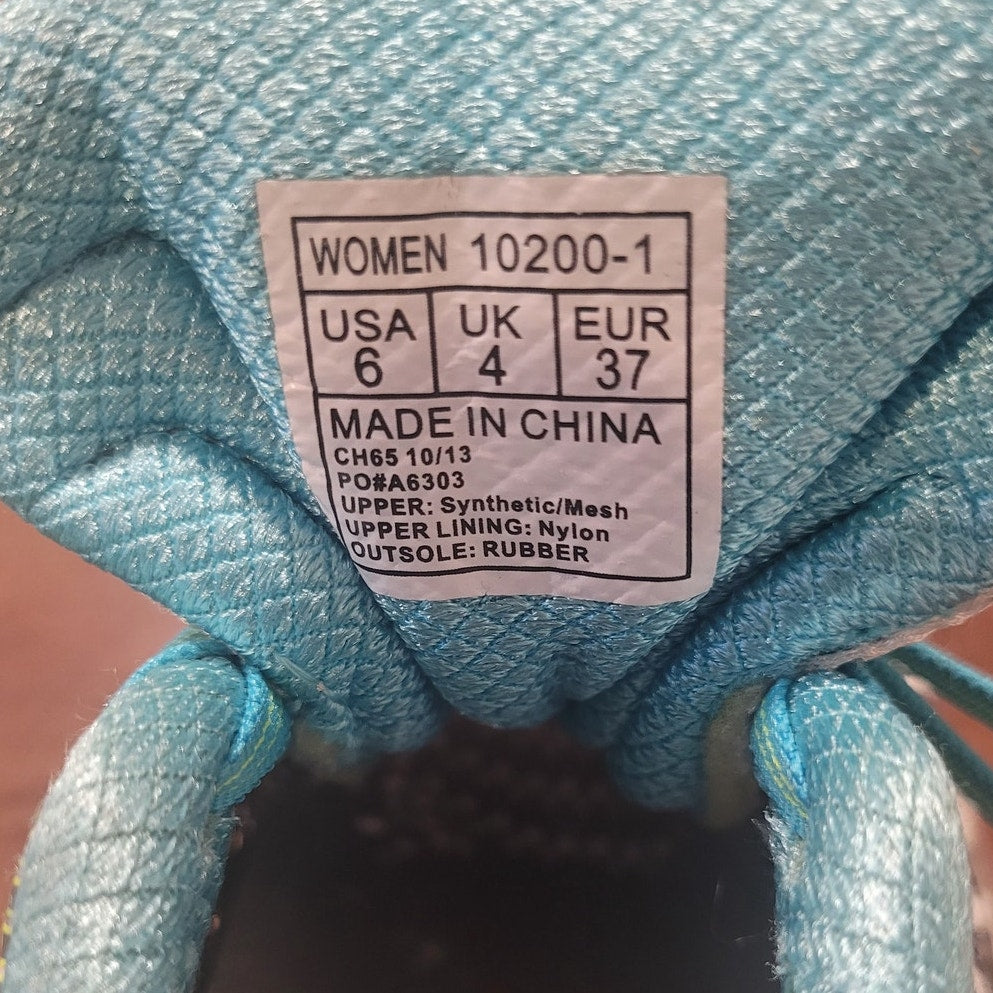 WOMEN 10200-1
USA UK EUR
6 4 37
MADE IN CHINA
CH65 10/13
PO#A6303
UPPER: Synthetic/Mesh
UPPER LINING: Nylon
OUTSOLE: RUBBER